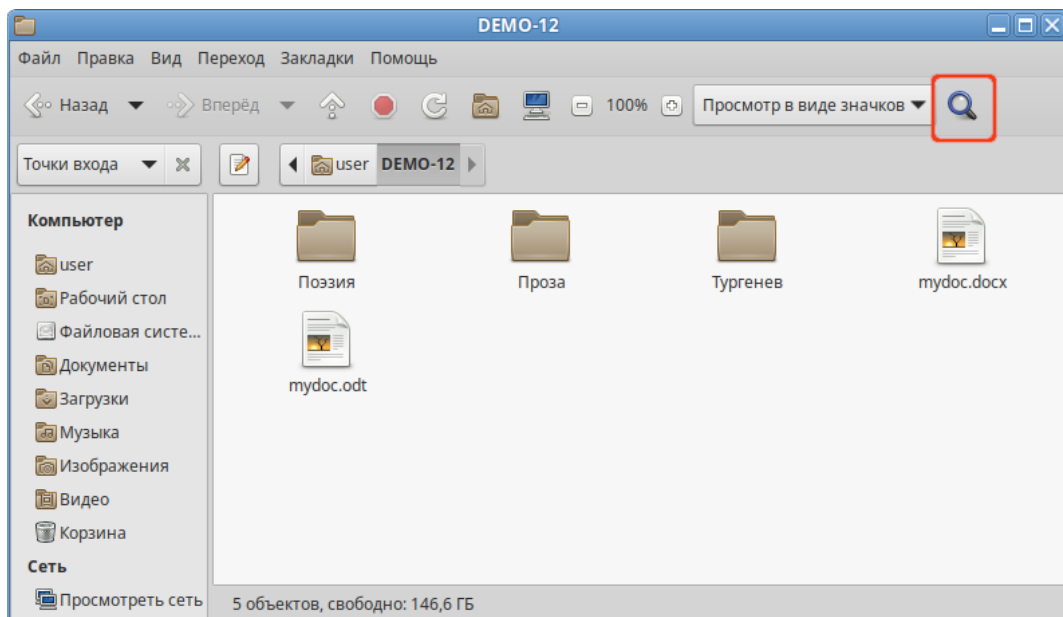 DEMO-12
Файл Правка Вид Переход Закладки Помощь
Назад Вперёд 100% Просмотр в виде значков
Точки входа user DEMO-12
Компьютер
user
Рабочий стол
Файловая систе...
Документы
Загрузки
Музыка
Изображения
Видео
Корзина
Сеть
Просмотреть сеть
Поэзия Проза Тургенев mydoc.docx
mydoc.odt
5 объектов, свободно: 146,6 ГБ